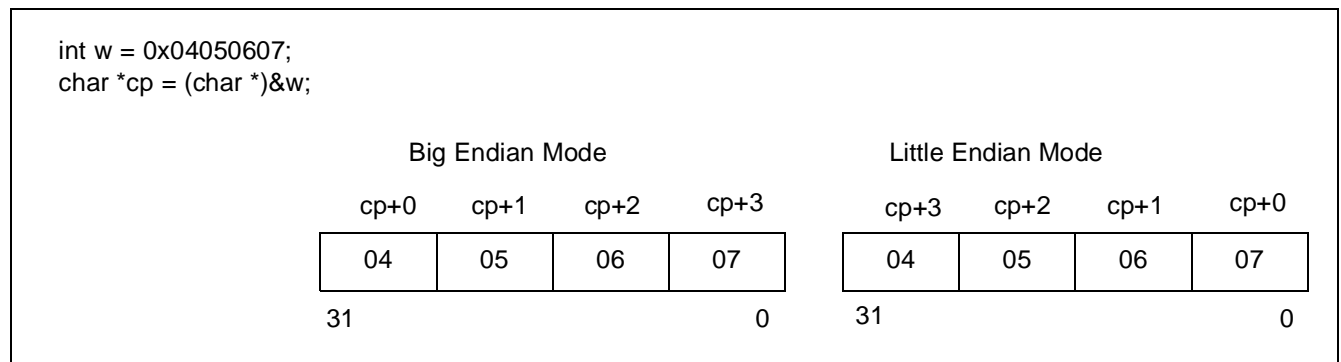 int w = 0x04050607;
char *cp = (char *)&w;
Big Endian Mode Little Endian Mode
cp+0 cp+1 cp+2 cp+3 cp+3 cp+2 cp+1 cp+0
04 05 06 07 04 05 06 07
31 0 31 0